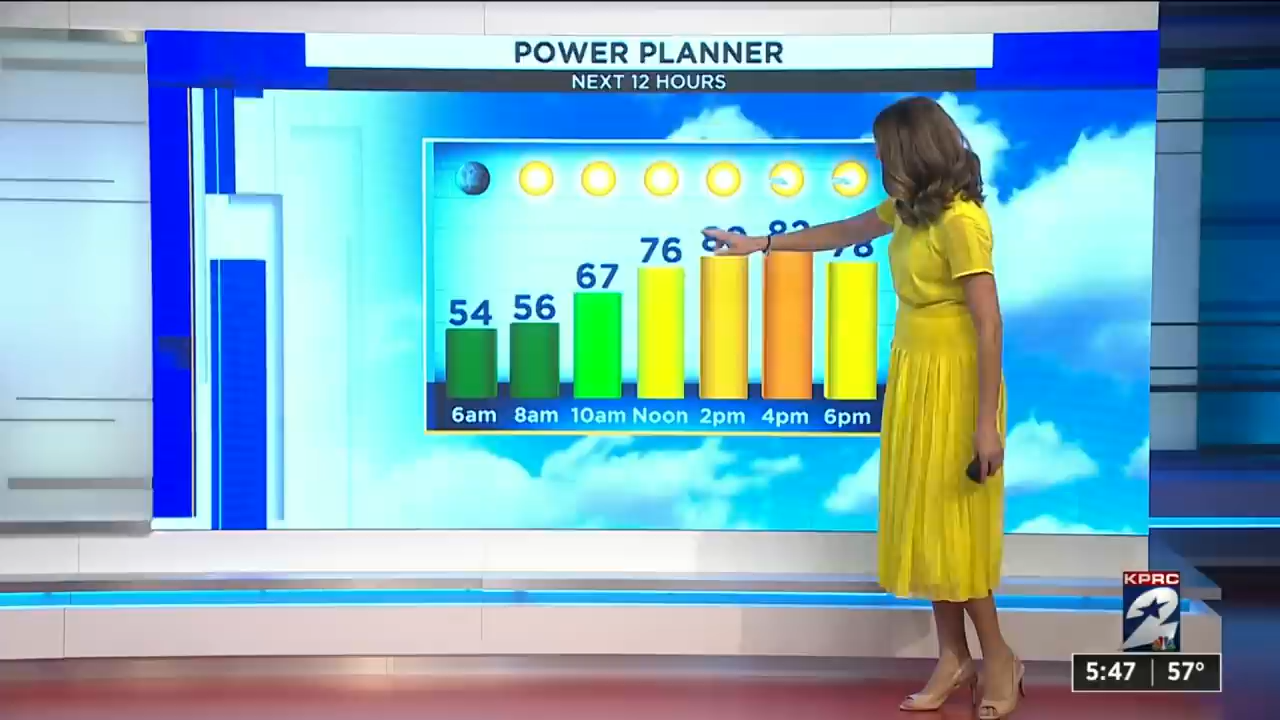 POWER PLANNER
NEXT 12 HOURS
54 56 67 76 78
6am 8am 10am Noon 2pm 4pm 6pm
KPRC
2
5:47 57°